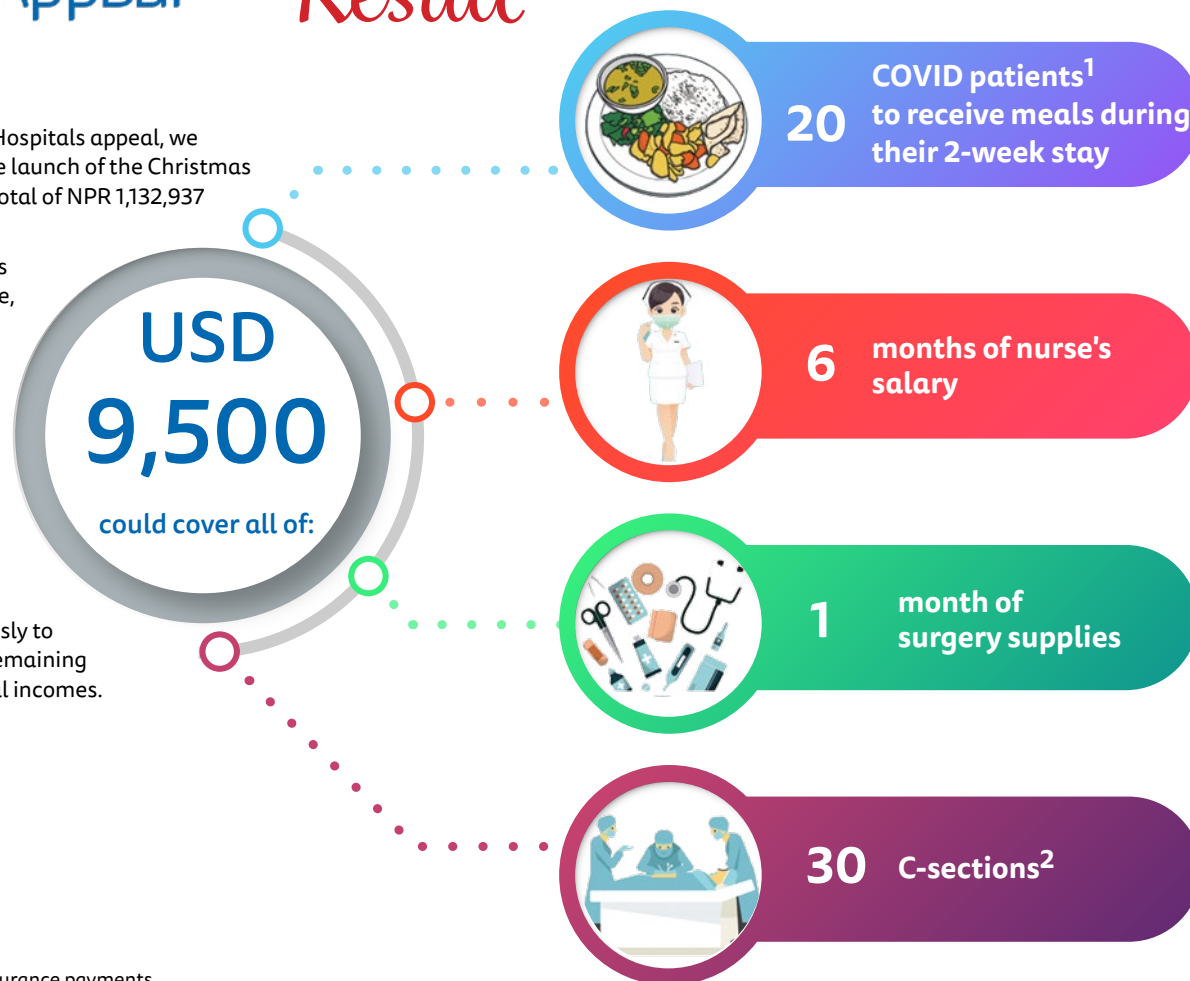 Appeal Result
Hospitals appeal, we
e launch of the Christmas
otal of NPR 1,132,937
s
e,
USD
9,500
could cover all of:
sly to
emaining
l incomes.
urance payments
20 COVID patients1
to receive meals during
their 2-week stay
6 months of nurse's
salary
1 month of
surgery supplies
30 C-sections2